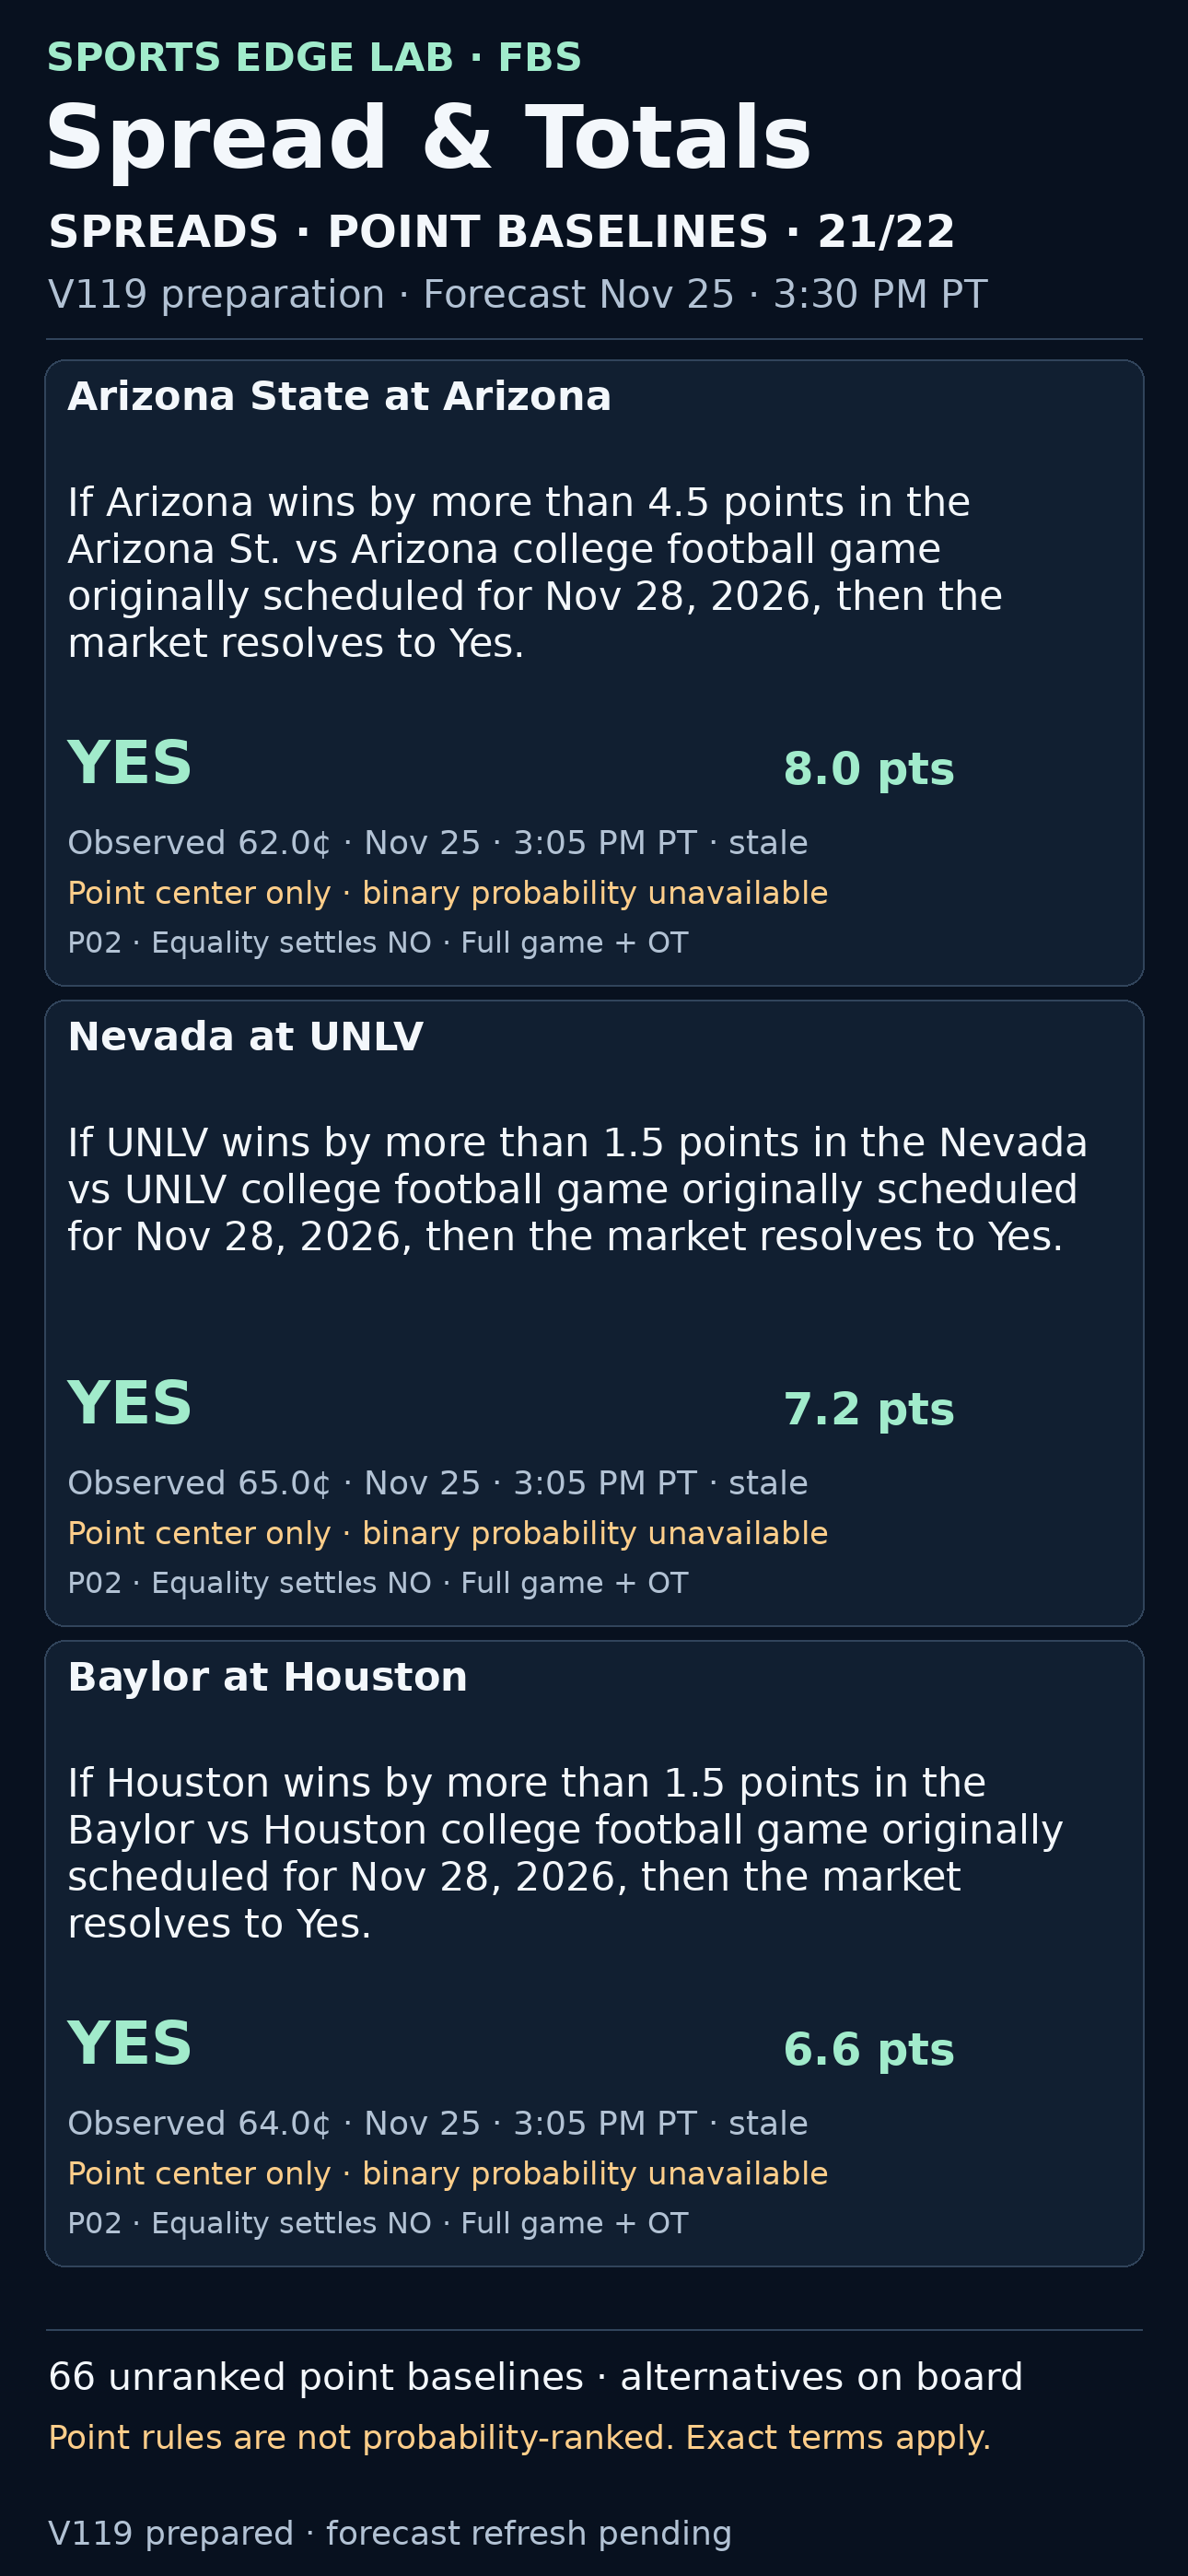 SPORTS EDGE LAB · FBS
Spread & Totals
SPREADS · POINT BASELINES · 21/22
V119 preparation · Forecast Nov 25 · 3:30 PM PT
Arizona State at Arizona
If Arizona wins by more than 4.5 points in the
Arizona St. vs Arizona college football game
originally scheduled for Nov 28, 2026, then the
market resolves to Yes.
YES
8.0 pts
Observed 62.0¢ · Nov 25 · 3:05 PM PT · stale
Point center only · binary probability unavailable
P02 · Equality settles NO · Full game + OT
Nevada at UNLV
If UNLV wins by more than 1.5 points in the Nevada
vs UNLV college football game originally scheduled
for Nov 28, 2026, then the market resolves to Yes.
YES
7.2 pts
Observed 65.0¢ · Nov 25 · 3:05 PM PT · stale
Point center only · binary probability unavailable
P02 · Equality settles NO · Full game + OT
Baylor at Houston
If Houston wins by more than 1.5 points in the
Baylor vs Houston college football game originally
scheduled for Nov 28, 2026, then the market
resolves to Yes.
YES
6.6 pts
Observed 64.0¢ · Nov 25 · 3:05 PM PT · stale
Point center only · binary probability unavailable
P02 · Equality settles NO · Full game + OT
66 unranked point baselines · alternatives on board
Point rules are not probability-ranked. Exact terms apply.
V119 prepared · forecast refresh pending